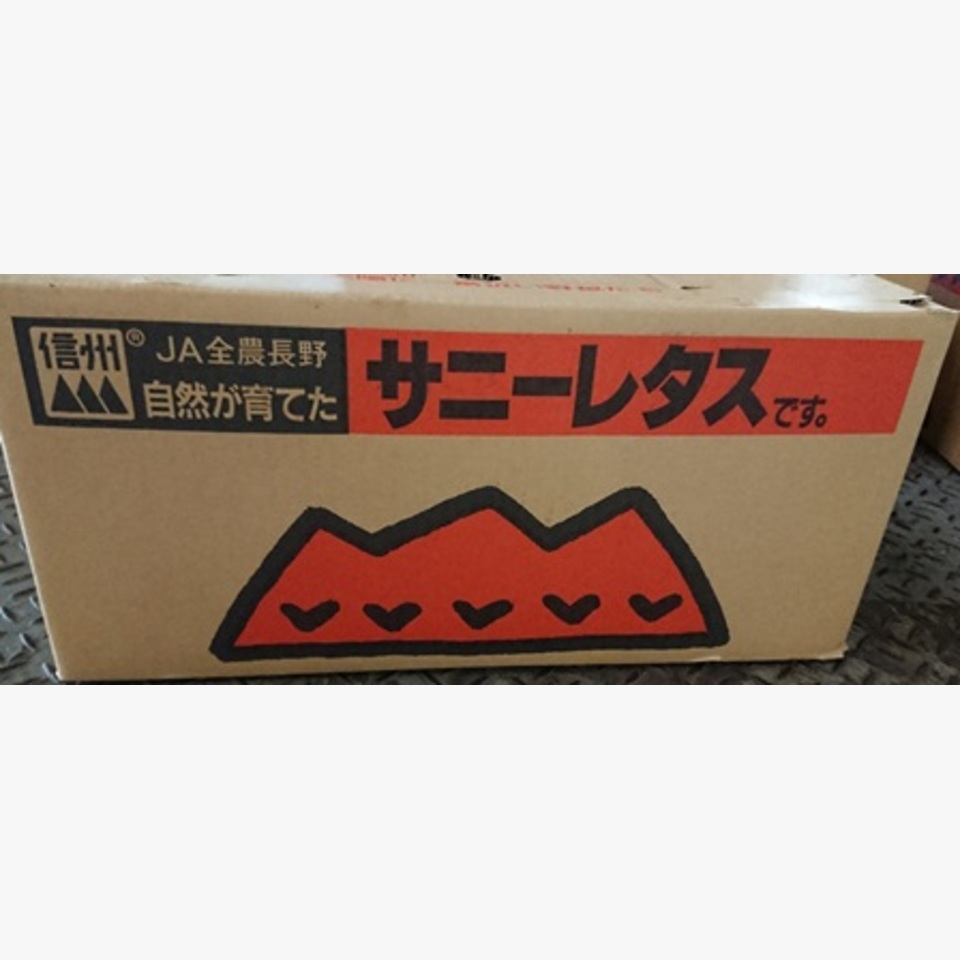 信州®
JA全農長野
自然が育てた
サニーレタスです。